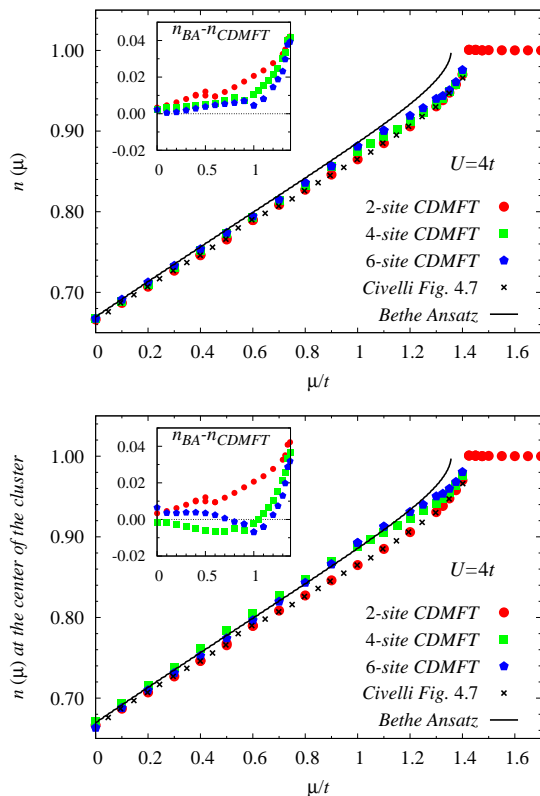 n_BA-n_CDMFT
0.04
0.02
0.00
-0.02
0 0.5 1
n (μ)
1.00
0.90
0.80
0.70
U=4t
2-site CDMFT
4-site CDMFT
6-site CDMFT
Civelli Fig. 4.7
Bethe Ansatz
0 0.2 0.4 0.6 0.8 1 1.2 1.4 1.6
μ/t
n_BA-n_CDMFT
0.04
0.02
0.00
-0.02
0 0.5 1
n (μ) at the center of the cluster
1.00
0.90
0.80
0.70
U=4t
2-site CDMFT
4-site CDMFT
6-site CDMFT
Civelli Fig. 4.7
Bethe Ansatz
0 0.2 0.4 0.6 0.8 1 1.2 1.4 1.6
μ/t